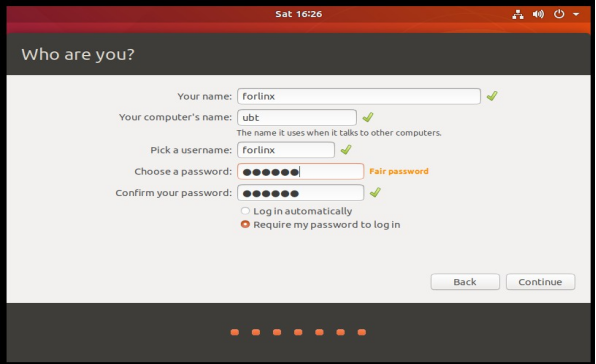 Sat 16:26
Who are you?
Your name: forlinx
Your computer's name: ubt
The name it uses when it talks to other computers.
Pick a username: forlinx
Choose a password: ●●●●●● Fair password
Confirm your password: ●●●●●●
Log in automatically
Require my password to log in
Back Continue